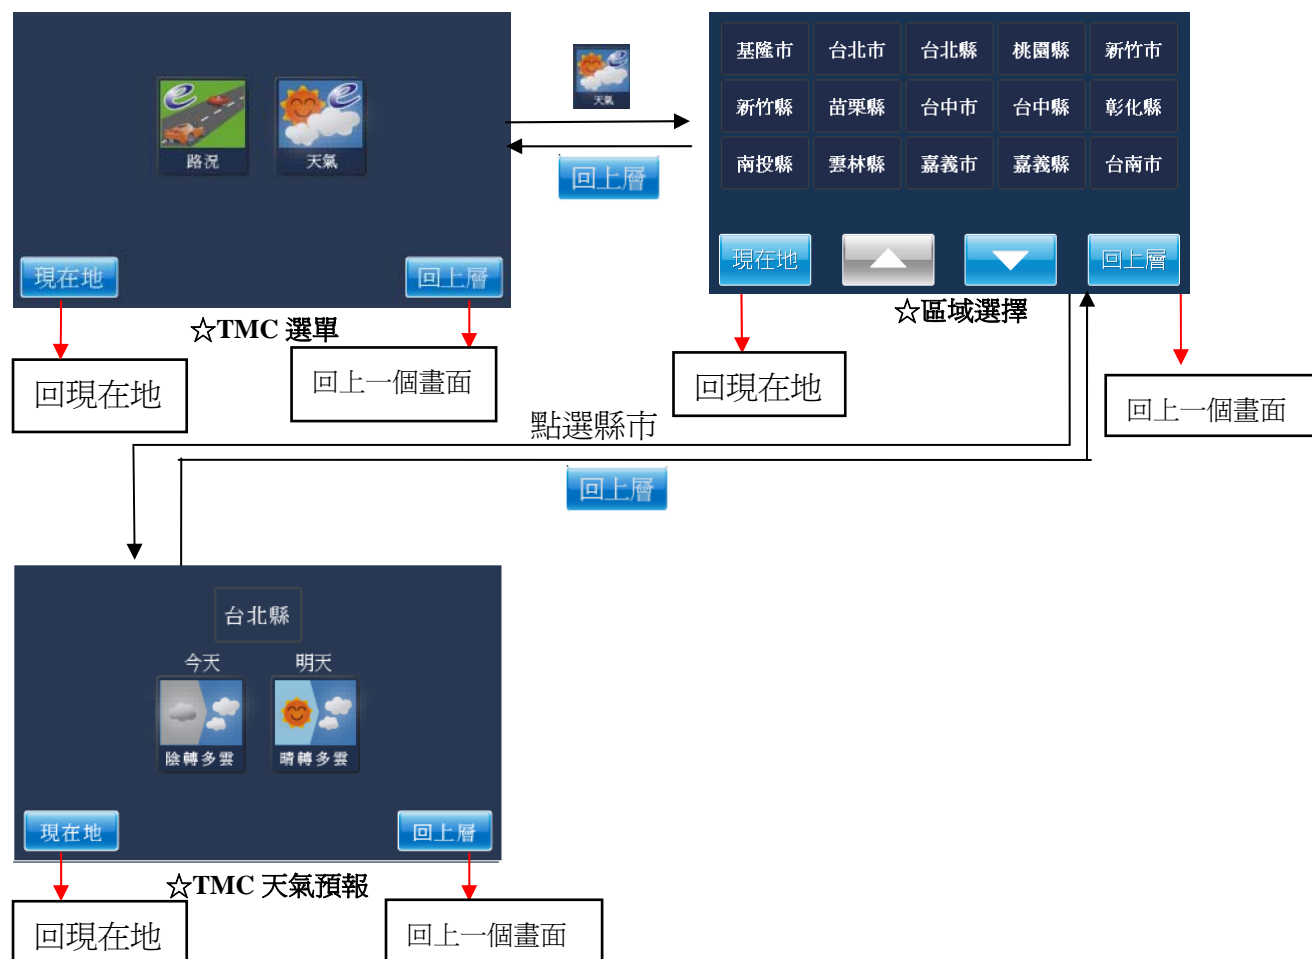 路況
天氣
現在地
回上層
☆TMC 選單
回現在地
回上一個畫面
天氣
回上層
基隆市 台北市 台北縣 桃園縣 新竹市
新竹縣 苗栗縣 台中市 台中縣 彰化縣
南投縣 雲林縣 嘉義市 嘉義縣 台南市
現在地
回上層
☆區域選擇
回現在地
回上一個畫面
點選縣市
回上層
台北縣
今天 明天
陰轉多雲 晴轉多雲
現在地
回上層
☆TMC 天氣預報
回現在地
回上一個畫面